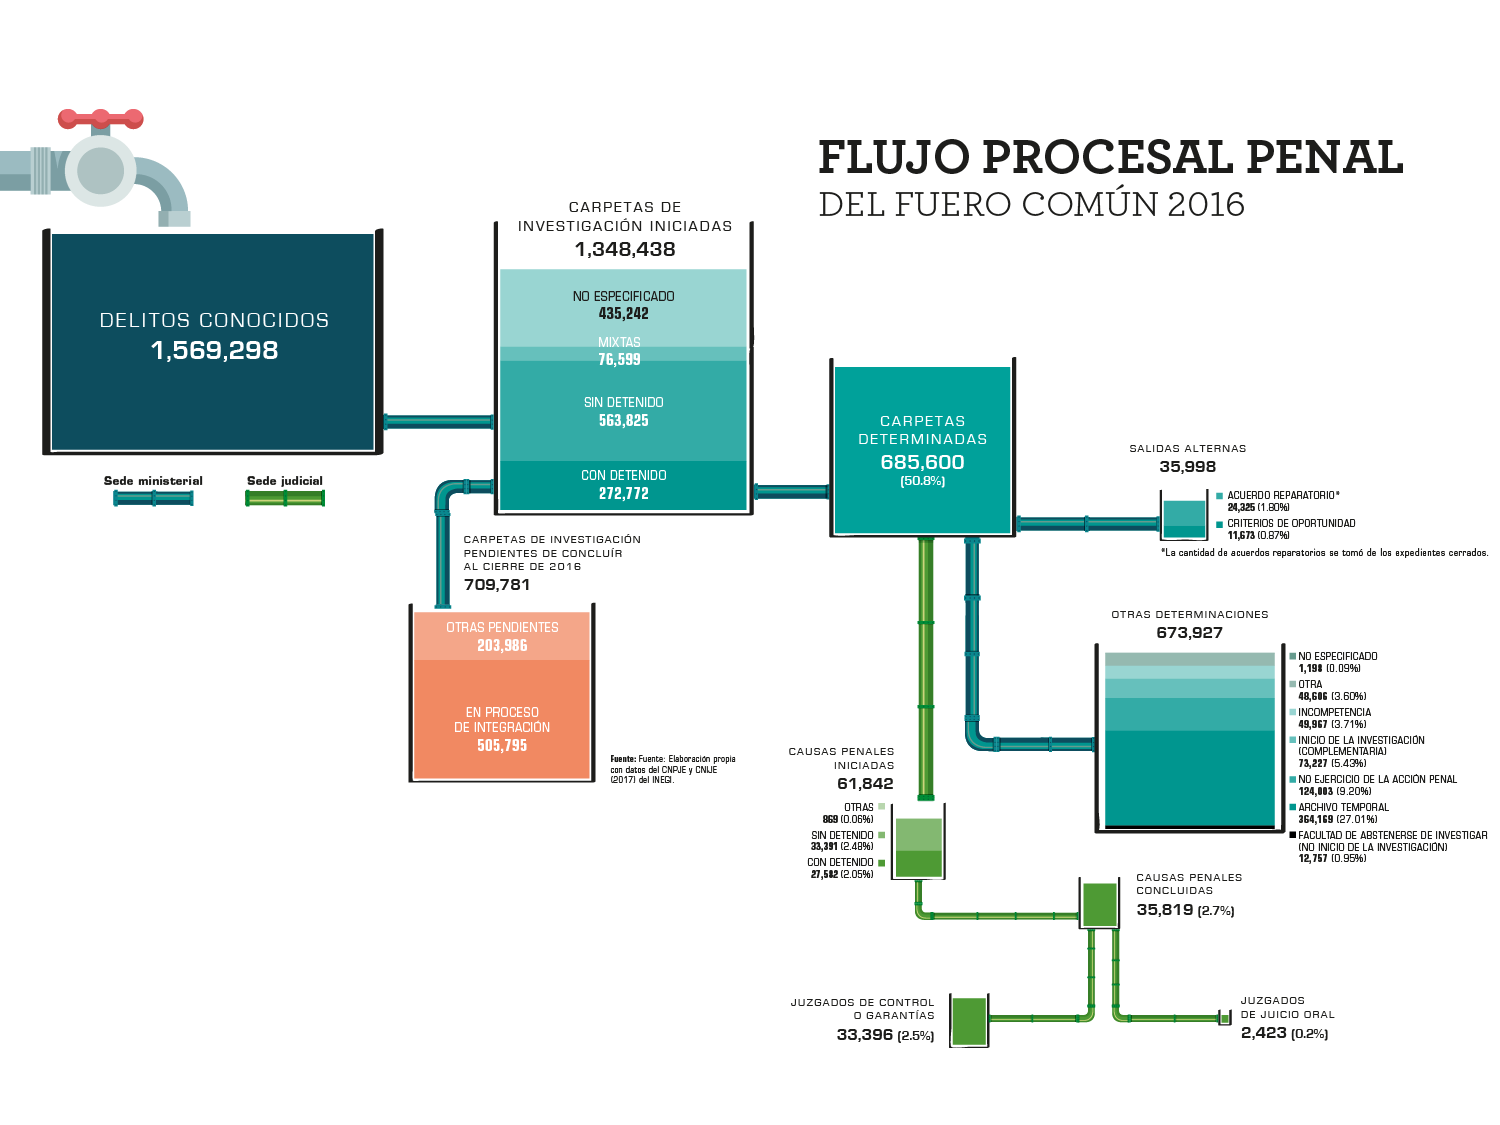 FLUJO PROCESAL PENAL
DEL FUERO COMÚN 2016
DELITOS CONOCIDOS
1,569,298
Sede ministerial
Sede judicial
CARPETAS DE
INVESTIGACIÓN INICIADAS
1,348,438
NO ESPECIFICADO
435,242
MIXTAS
76,599
SIN DETENIDO
563,825
CON DETENIDO
272,772
CARPETAS DE INVESTIGACIÓN
PENDIENTES DE CONCLUÍR
AL CIERRE DE 2016
709,781
OTRAS PENDIENTES
203,986
EN PROCESO
DE INTEGRACIÓN
505,795
Fuente: Fuente: Elaboración propia
con datos del CNPJE y CNIJE
(2017) del INEGI.
CARPETAS
DETERMINADAS
685,600
(50.8%)
SALIDAS ALTERNAS
35,998
ACUERDO REPARATORIO*
24,325 (1.80%)
CRITERIOS DE OPORTUNIDAD
11,673 (0.87%)
*La cantidad de acuerdos reparatorios se tomó de los expedientes cerrados.
OTRAS DETERMINACIONES
673,927
NO ESPECIFICADO
1,198 (0.09%)
OTRA
48,606 (3.60%)
INCOMPETENCIA
49,967 (3.71%)
INICIO DE LA INVESTIGACIÓN
(COMPLEMENTARIA)
73,227 (5.43%)
NO EJERCICIO DE LA ACCIÓN PENAL
124,003 (9.20%)
ARCHIVO TEMPORAL
364,169 (27.01%)
FACULTAD DE ABSTENERSE DE INVESTIGAR
(NO INICIO DE LA INVESTIGACIÓN)
12,757 (0.95%)
CAUSAS PENALES
INICIADAS
61,842
OTRAS
869 (0.06%)
SIN DETENIDO
33,391 (2.48%)
CON DETENIDO
27,582 (2.05%)
CAUSAS PENALES
CONCLUIDAS
35,819 (2.7%)
JUZGADOS DE CONTROL
O GARANTÍAS
33,396 (2.5%)
JUZGADOS
DE JUICIO ORAL
2,423 (0.2%)